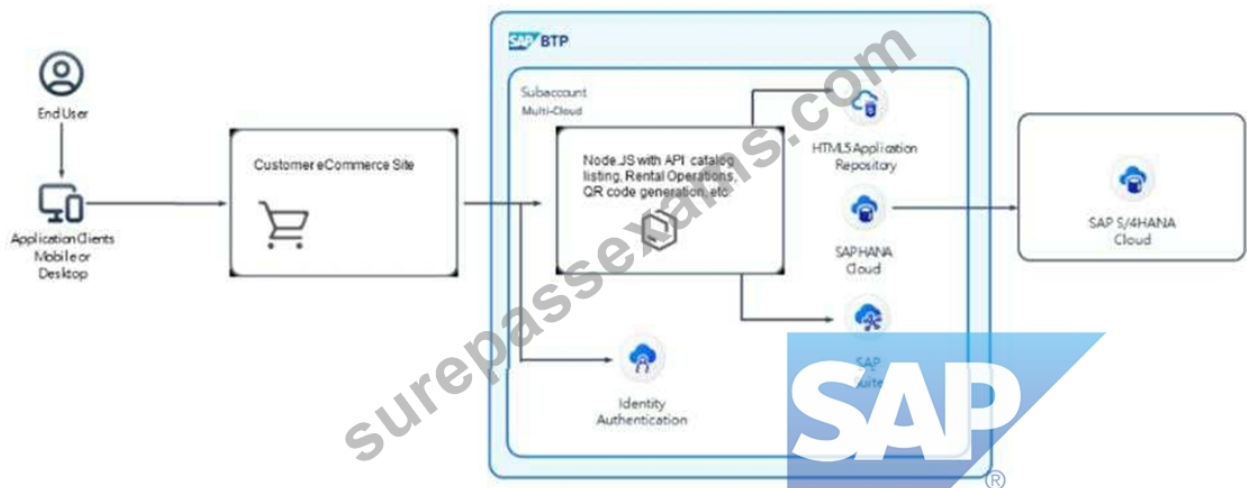 SAP BTP
End User
Subaccount
Multi-Cloud
Customer eCommerce Site
Node.JS with API catalog
listing, Rental Operations,
QR code generation, etc
HTML5 Application
Repository
SAP S/4HANA
Cloud
Application Clients
Mobile or
Desktop
SAP HANA
Cloud
SAP
Suite
Identity
Authentication
SAP
®
surepassexams.com